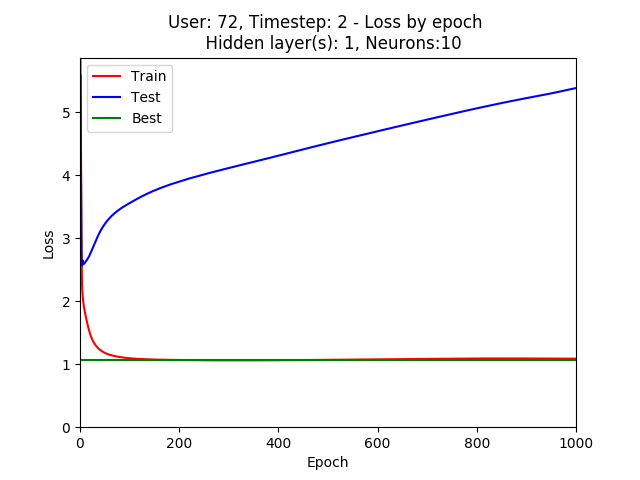 User: 72, Timestep: 2 - Loss by epoch
Hidden layer(s): 1, Neurons:10
Train
Test
Best
Loss
5
4
3
2
1
0
0 200 400 600 800 1000
Epoch